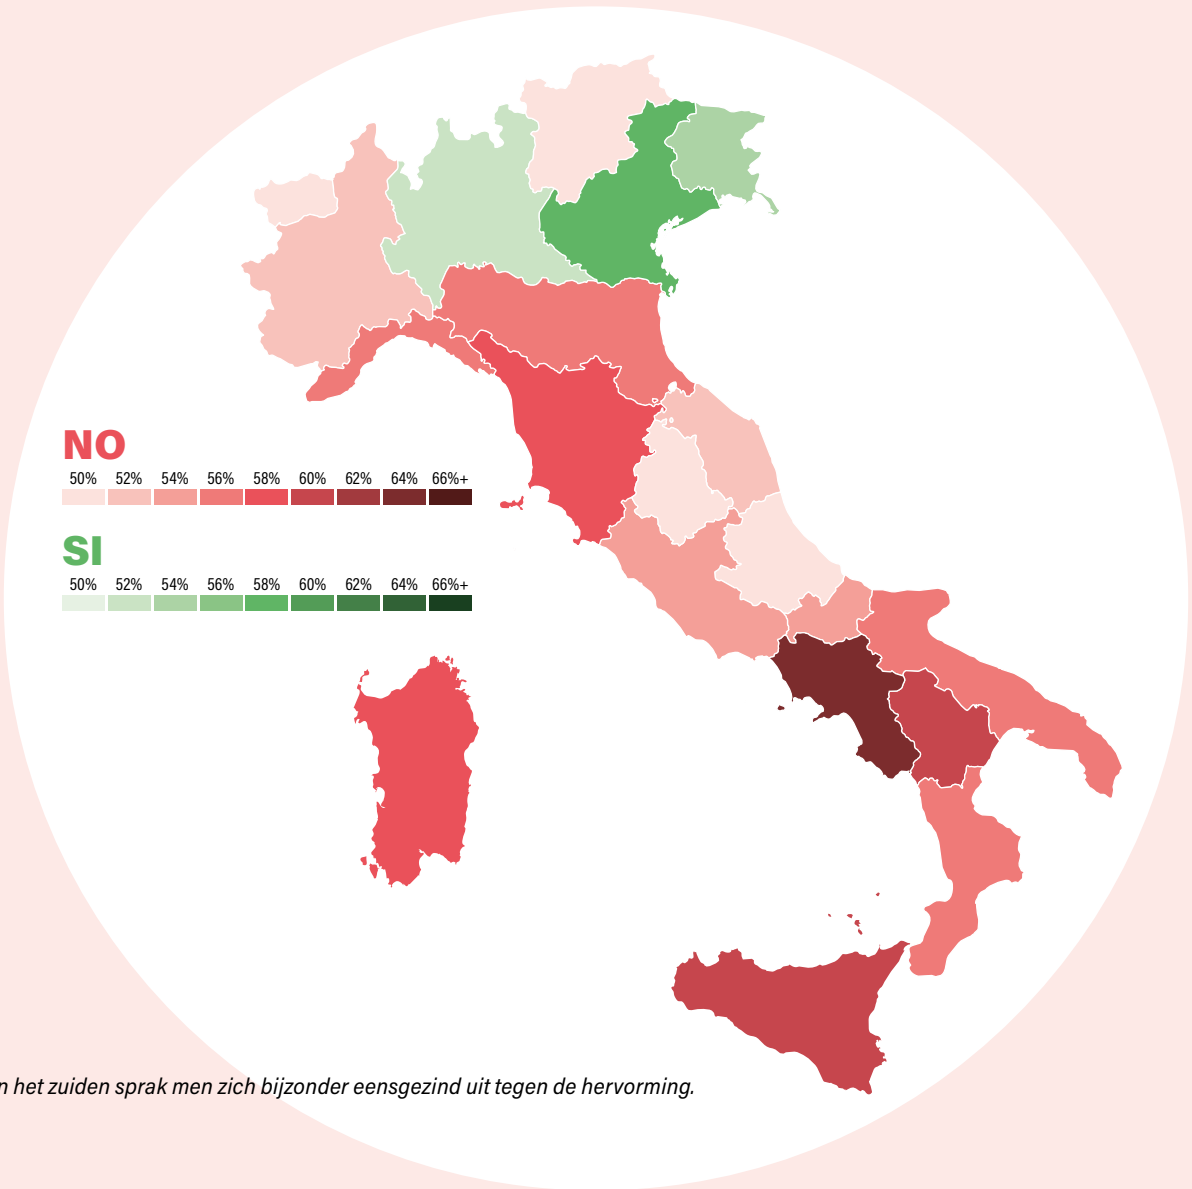 NO
50% 52% 54% 56% 58% 60% 62% 64% 66%+
SI
50% 52% 54% 56% 58% 60% 62% 64% 66%+
n het zuiden sprak men zich bijzonder eensgezind uit tegen de hervorming.